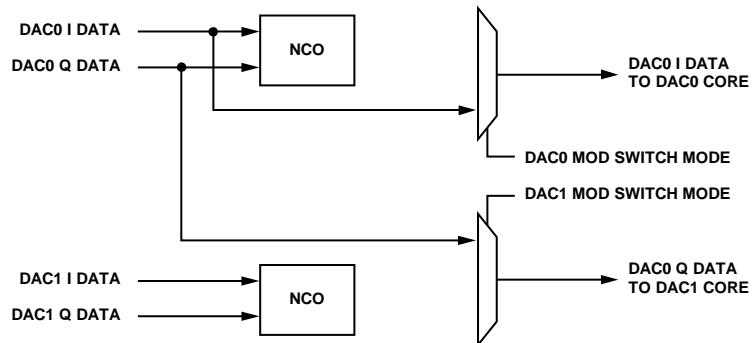 DAC0 I DATA
DAC0 Q DATA
NCO
DAC0 I DATA
TO DAC0 CORE
DAC0 MOD SWITCH MODE
DAC1 MOD SWITCH MODE
DAC1 I DATA
DAC1 Q DATA
NCO
DAC0 Q DATA
TO DAC1 CORE